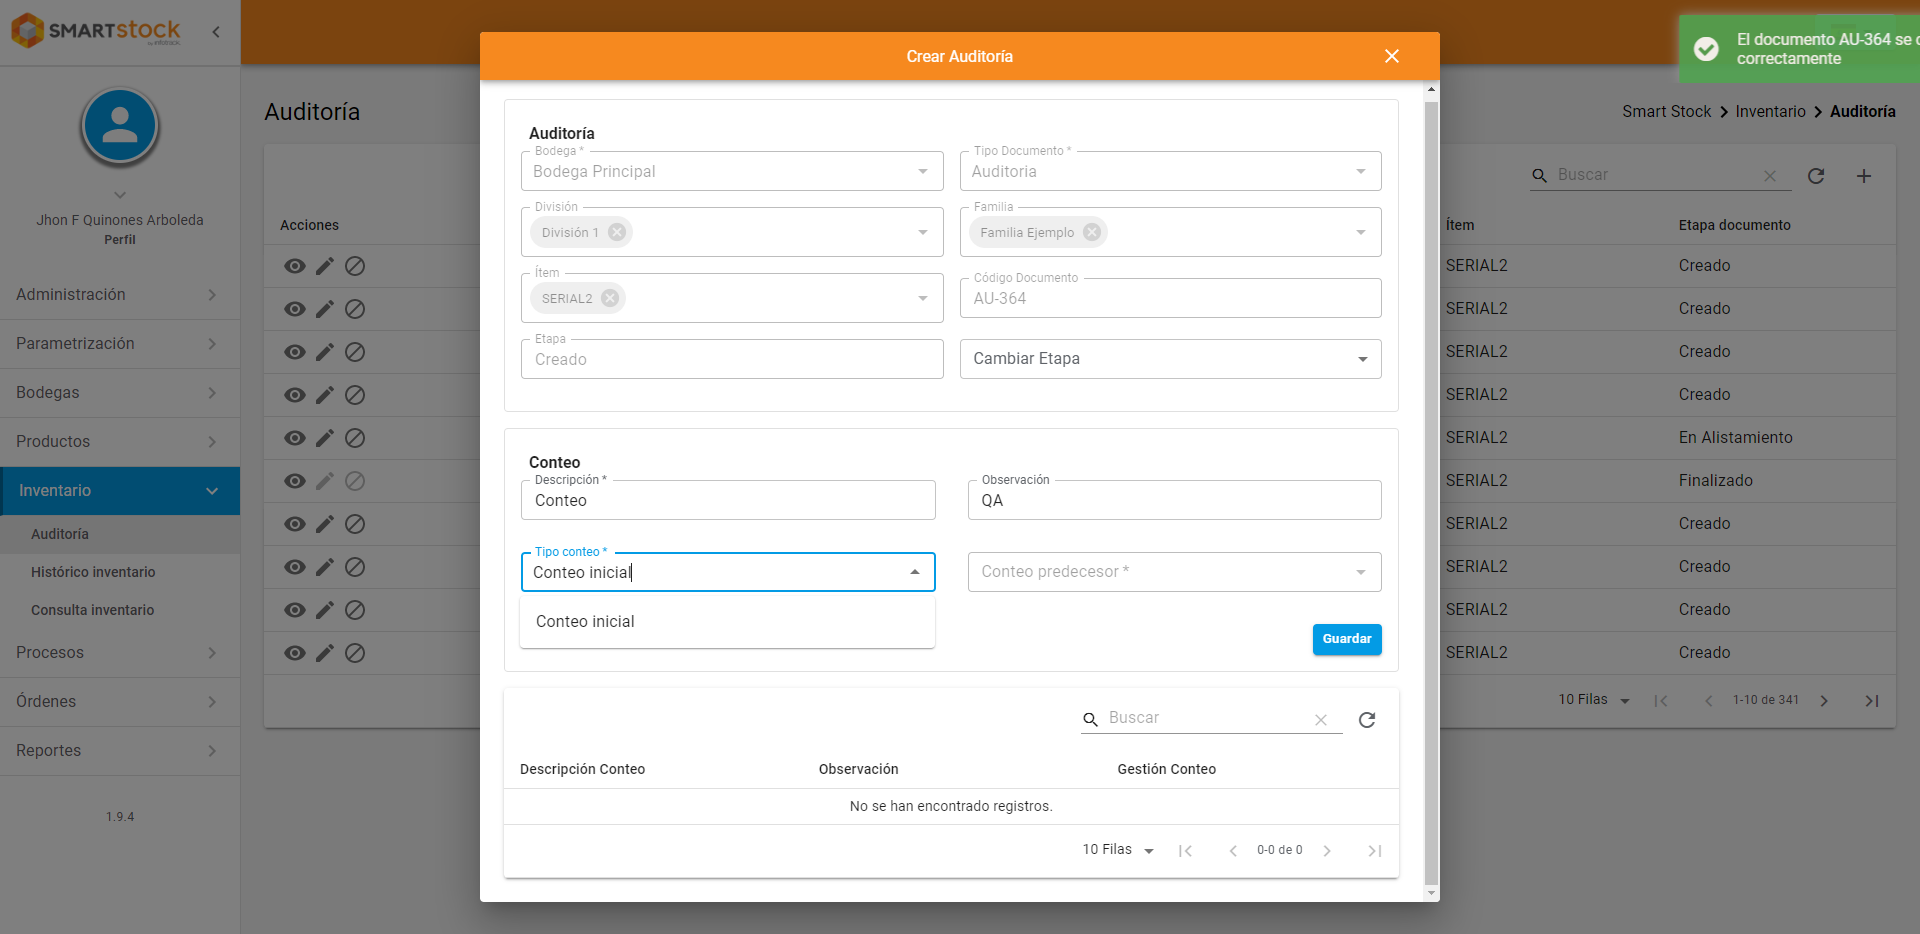 SMARTSTOCK
by infotrack
Jhon F Quinones Arboleda
Perfil
Administración
Parametrización
Bodegas
Productos
Inventario
Auditoría
Histórico inventario
Consulta inventario
Procesos
Órdenes
Reportes
1.9.4
Auditoría
Smart Stock > Inventario > Auditoría
El documento AU-364 se
correctamente
Buscar
Acciones
Ítem
Etapa documento
SERIAL2 Creado
SERIAL2 Creado
SERIAL2 Creado
SERIAL2 Creado
SERIAL2 En Alistamiento
SERIAL2 Finalizado
SERIAL2 Creado
SERIAL2 Creado
SERIAL2 Creado
SERIAL2 Creado
10 Filas 1-10 de 341
Crear Auditoría
Auditoría
Bodega *
Bodega Principal
Tipo Documento *
Auditoria
División
División 1
Familia
Familia Ejemplo
Ítem
SERIAL2
Código Documento
AU-364
Etapa
Creado
Cambiar Etapa
Conteo
Descripción *
Conteo
Observación
QA
Tipo conteo *
Conteo inicial
Conteo predecesor *
Conteo inicial
Guardar
Buscar
Descripción Conteo Observación Gestión Conteo
No se han encontrado registros.
10 Filas 0-0 de 0